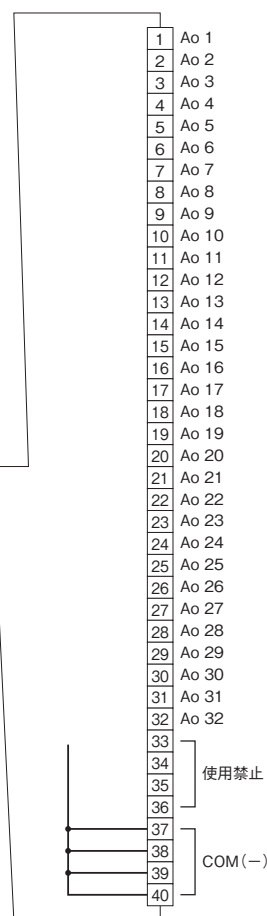 1 Ao 1
2 Ao 2
3 Ao 3
4 Ao 4
5 Ao 5
6 Ao 6
7 Ao 7
8 Ao 8
9 Ao 9
10 Ao 10
11 Ao 11
12 Ao 12
13 Ao 13
14 Ao 14
15 Ao 15
16 Ao 16
17 Ao 17
18 Ao 18
19 Ao 19
20 Ao 20
21 Ao 21
22 Ao 22
23 Ao 23
24 Ao 24
25 Ao 25
26 Ao 26
27 Ao 27
28 Ao 28
29 Ao 29
30 Ao 30
31 Ao 31
32 Ao 32
33
34
35
36
使用禁止
37
38
39
40
COM(−)